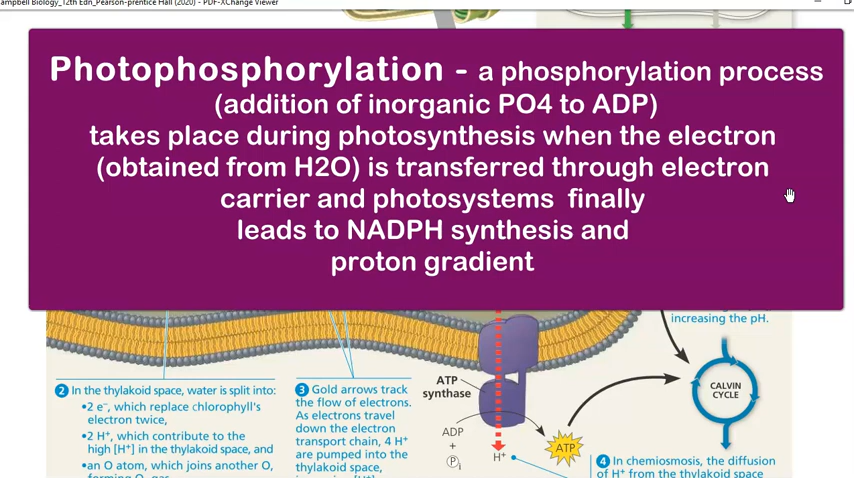 ampbell Biology_12th Edn_Pearson-prentice Hall (2020) - PDF-XChange Viewer
Photophosphorylation - a phosphorylation process
(addition of inorganic PO4 to ADP)
takes place during photosynthesis when the electron
(obtained from H2O) is transferred through electron
carrier and photosystems finally
leads to NADPH synthesis and
proton gradient
increasing the pH.
2 In the thylakoid space, water is split into:
•2 e–, which replace chlorophyll's
electron twice,
•2 H+, which contribute to the
high [H+] in the thylakoid space, and
•an O atom, which joins another O,
3 Gold arrows track
the flow of electrons.
As electrons travel
down the electron
transport chain, 4 H+
are pumped into the
thylakoid space,
ATP
synthase
ADP
+
Pi
H+
ATP
CALVIN
CYCLE
4 In chemiosmosis, the diffusion
of H+ from the thylakoid space